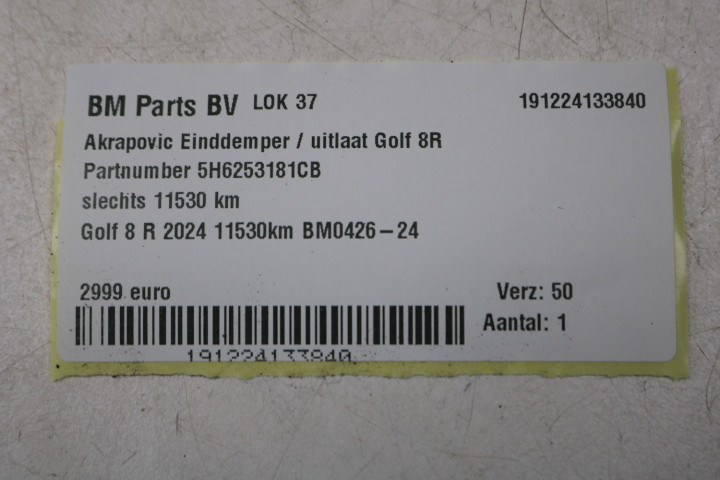 BM Parts BV LOK 37 191224133840
Akrapovic Einddemper / uitlaat Golf 8R
Partnumber 5H6253181CB
slechts 11530 km
Golf 8 R 2024 11530km BM0426-24
2999 euro Verz: 50
Aantal: 1
191224133840